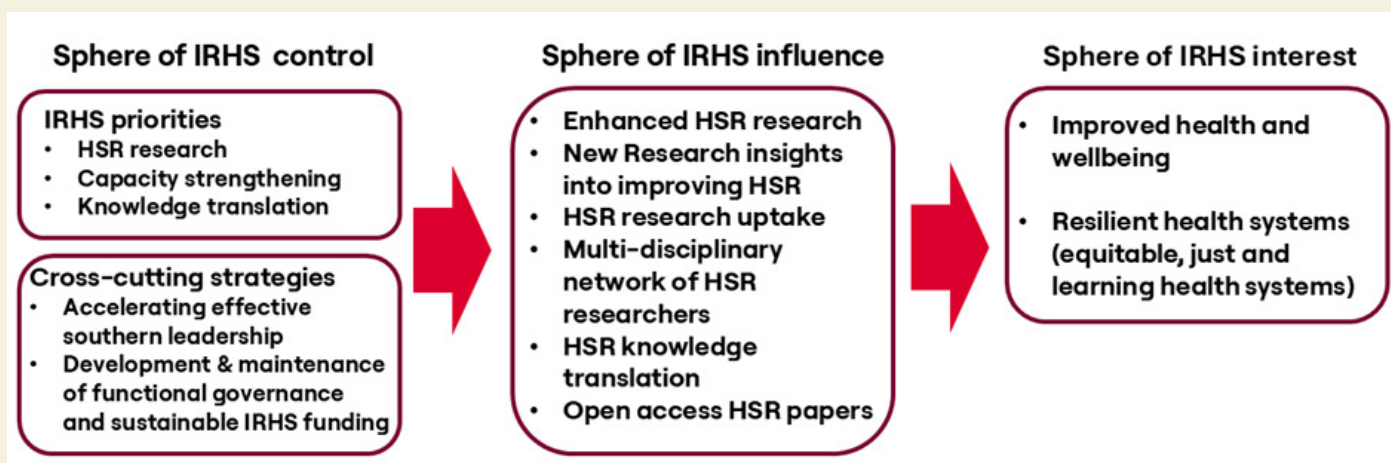 Sphere of IRHS control
IRHS priorities
• HSR research
• Capacity strengthening
• Knowledge translation
Cross-cutting strategies
• Accelerating effective
southern leadership
• Development & maintenance
of functional governance
and sustainable IRHS funding
Sphere of IRHS influence
• Enhanced HSR research
• New Research insights
into improving HSR
• HSR research uptake
• Multi-disciplinary
network of HSR
researchers
• HSR knowledge
translation
• Open access HSR papers
Sphere of IRHS interest
• Improved health and
wellbeing
• Resilient health systems
(equitable, just and
learning health systems)